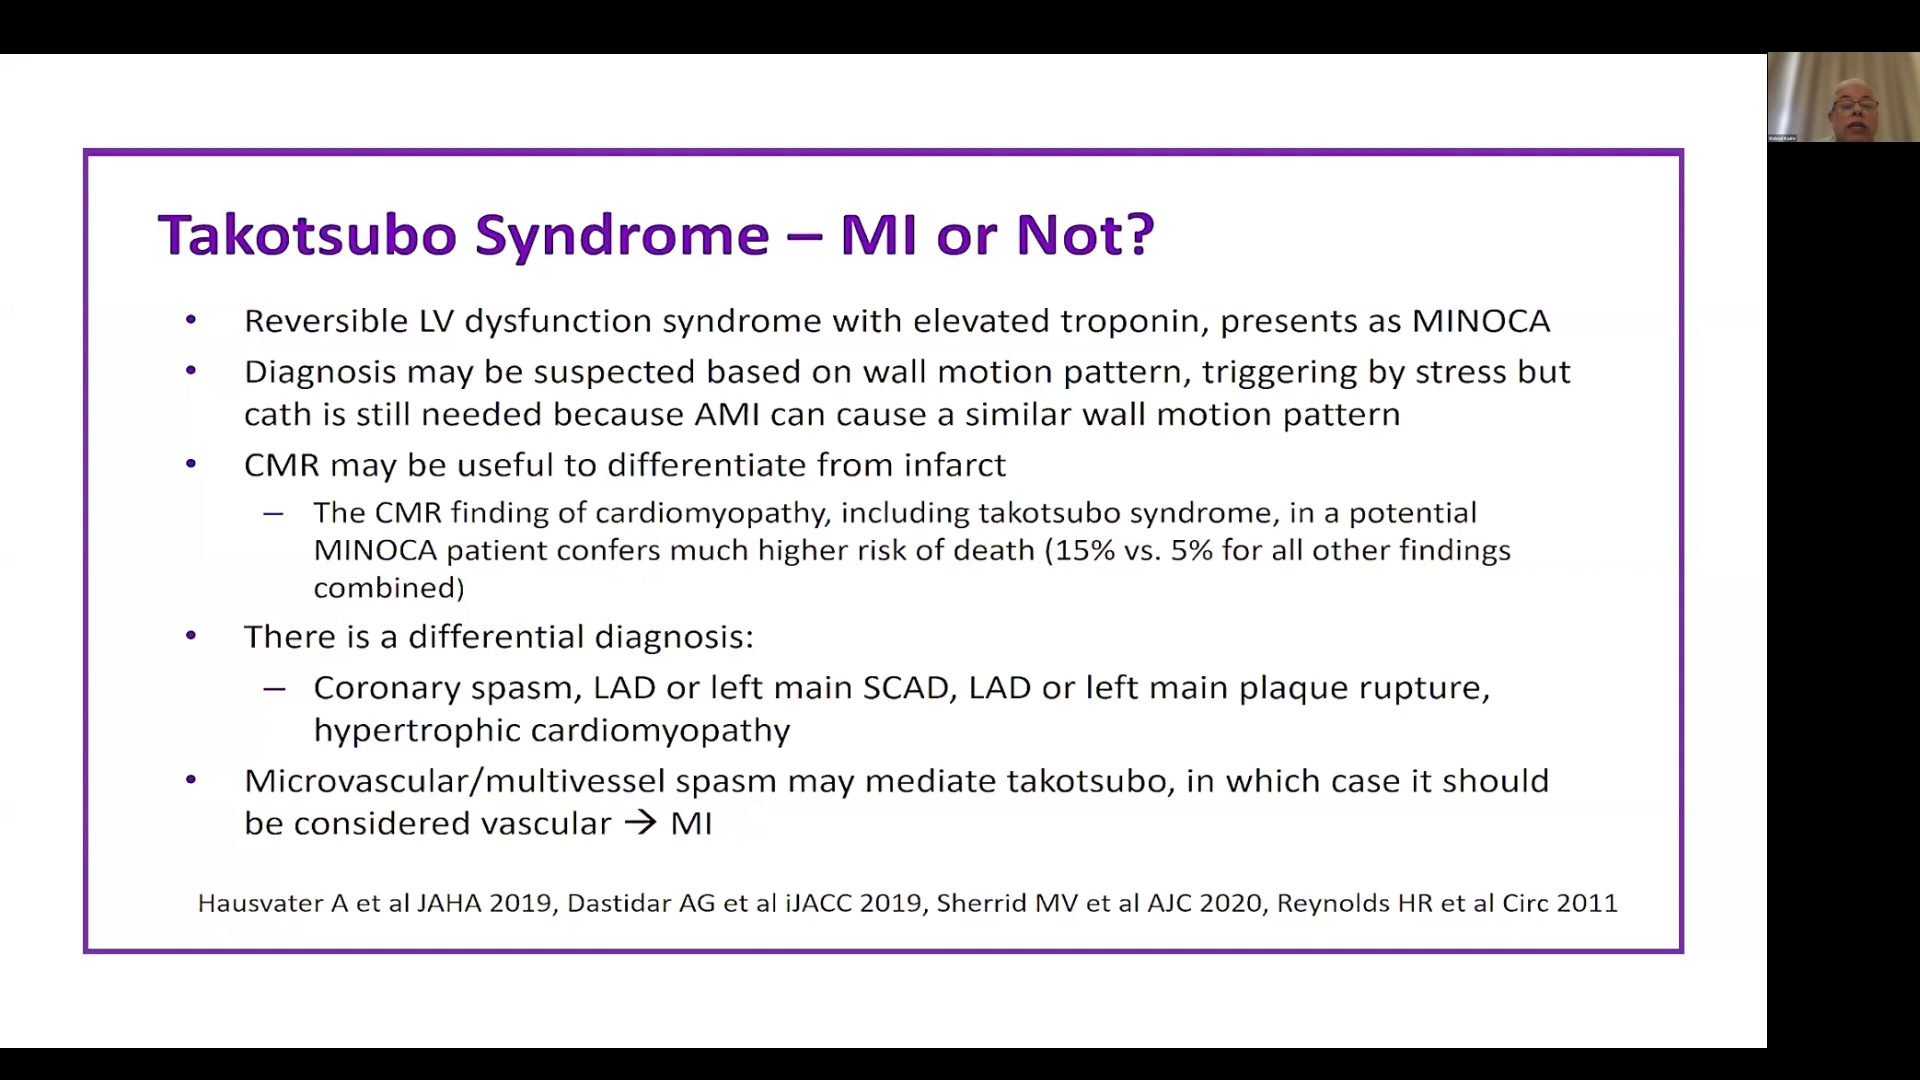 Takotsubo Syndrome – MI or Not?
• Reversible LV dysfunction syndrome with elevated troponin, presents as MINOCA
• Diagnosis may be suspected based on wall motion pattern, triggering by stress but
cath is still needed because AMI can cause a similar wall motion pattern
• CMR may be useful to differentiate from infarct
– The CMR finding of cardiomyopathy, including takotsubo syndrome, in a potential
MINOCA patient confers much higher risk of death (15% vs. 5% for all other findings
combined)
• There is a differential diagnosis:
– Coronary spasm, LAD or left main SCAD, LAD or left main plaque rupture,
hypertrophic cardiomyopathy
• Microvascular/multivessel spasm may mediate takotsubo, in which case it should
be considered vascular → MI
Hausvater A et al JAHA 2019, Dastidar AG et al iJACC 2019, Sherrid MV et al AJC 2020, Reynolds HR et al Circ 2011